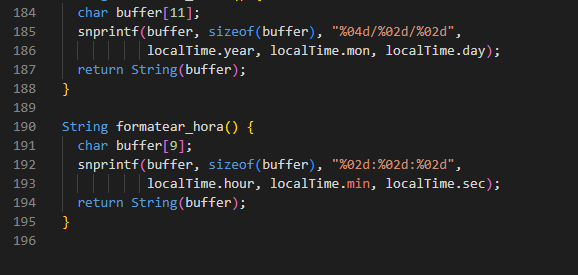 184 char buffer[11];
185 snprintf(buffer, sizeof(buffer), "%04d/%02d/%02d",
186 localTime.year, localTime.mon, localTime.day);
187 return String(buffer);
188 }
189
190 String formatear_hora() {
191 char buffer[9];
192 snprintf(buffer, sizeof(buffer), "%02d:%02d:%02d",
193 localTime.hour, localTime.min, localTime.sec);
194 return String(buffer);
195 }
196